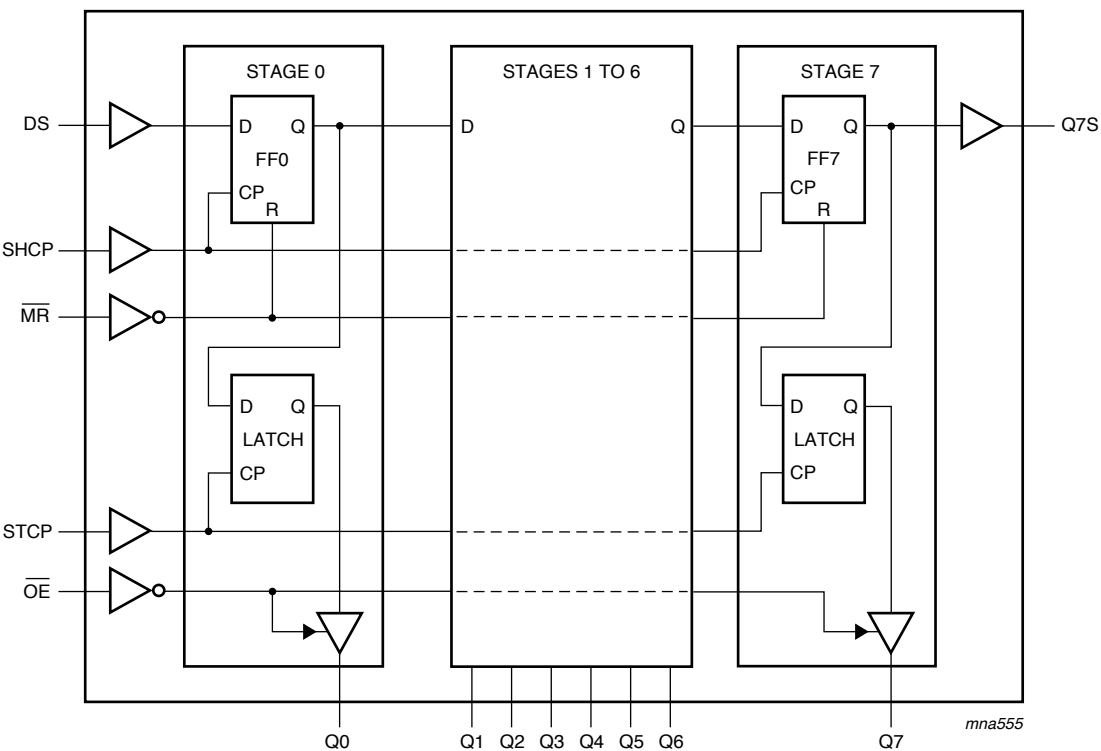 STAGE 0
STAGES 1 TO 6
STAGE 7
DS
D
Q
D
Q
D
Q
Q7S
FF0
FF7
CP
CP
R
R
SHCP
MR
D
Q
D
Q
LATCH
LATCH
CP
CP
STCP
OE
mna555
Q0
Q1
Q2
Q3
Q4
Q5
Q6
Q7